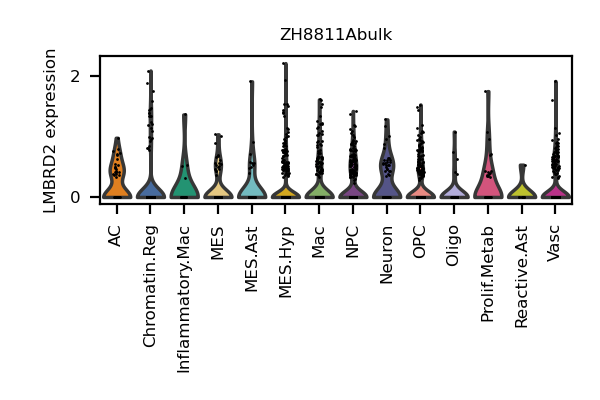 ZH8811Abulk
LMBRD2 expression
2
0
AC
Chromatin.Reg
Inflammatory.Mac
MES
MES.Ast
MES.Hyp
Mac
NPC
Neuron
OPC
Oligo
Prolif.Metab
Reactive.Ast
Vasc